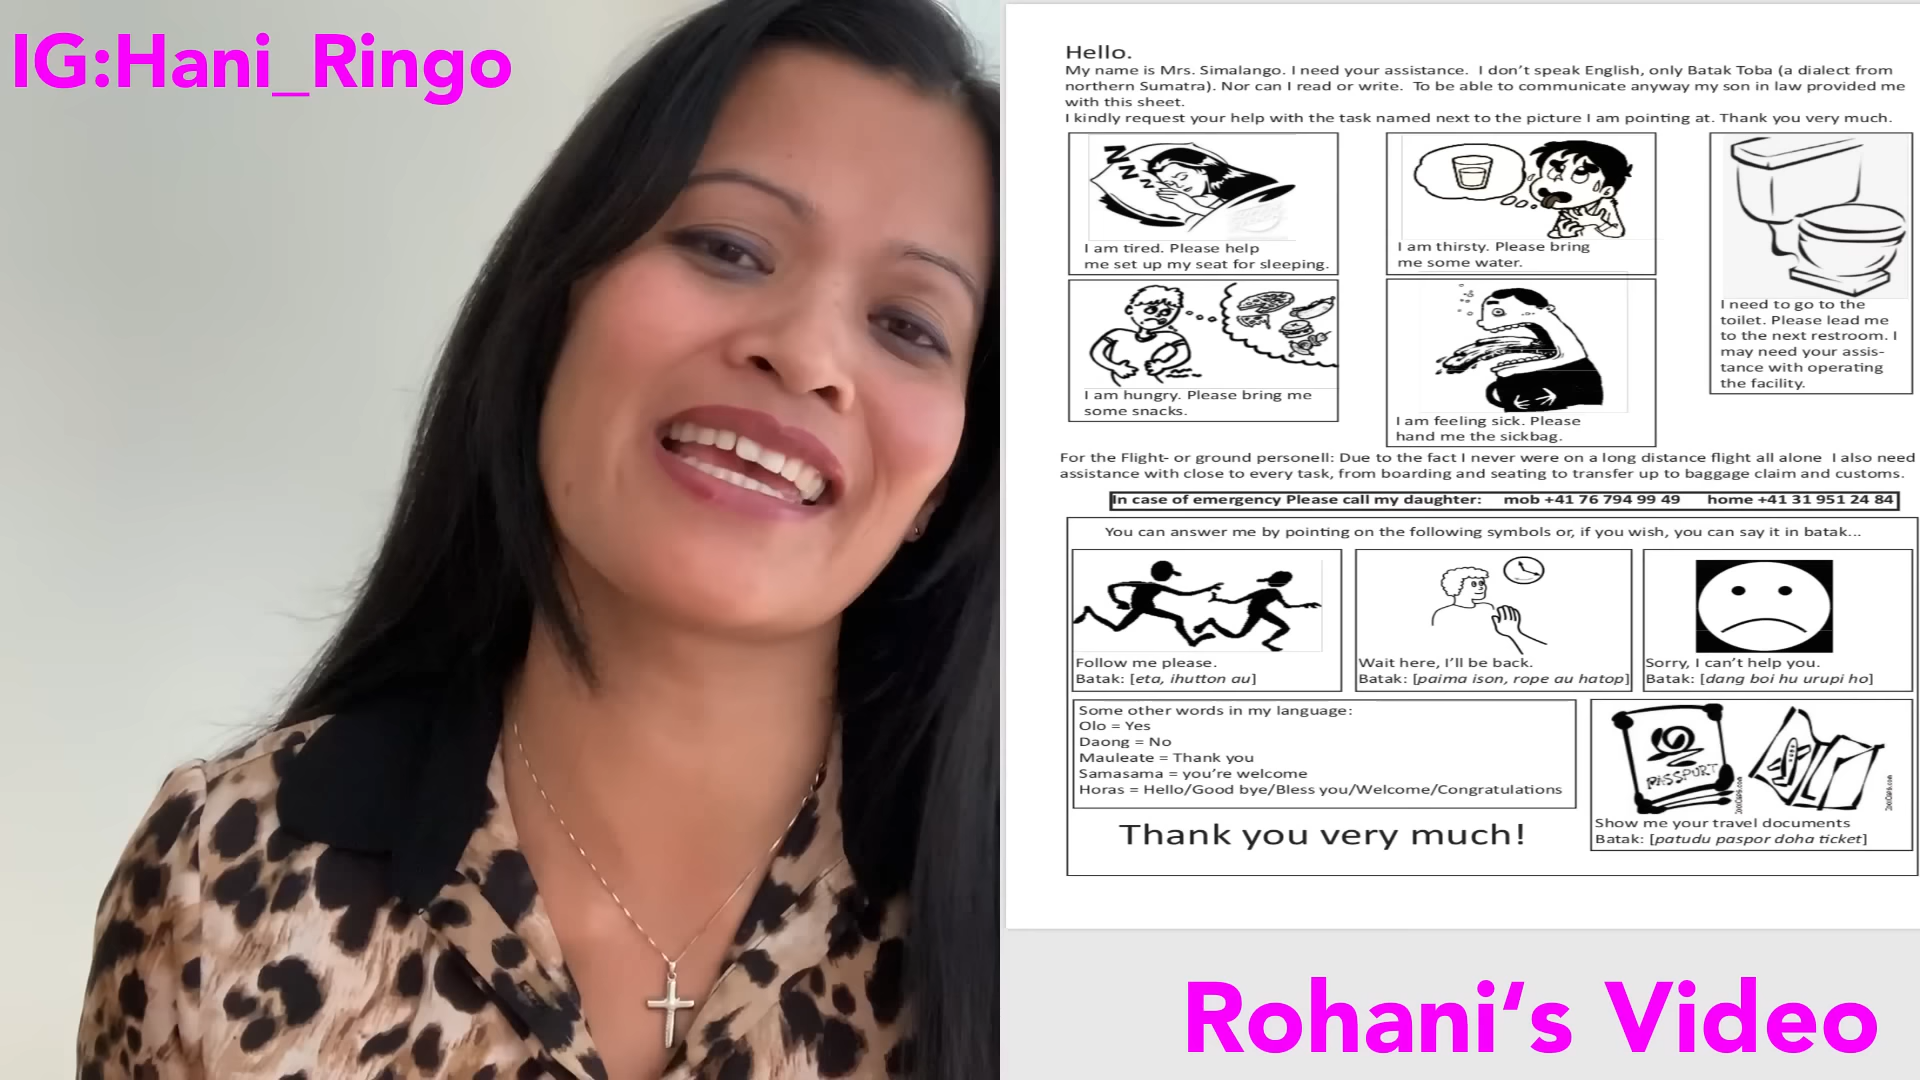 IG:Hani_Ringo
Hello.
My name is Mrs. Simalango. I need your assistance.  I don't speak English, only Batak Toba (a dialect from
northern Sumatra). Nor can I read or write.  To be able to communicate anyway my son in law provided me
with this sheet.
I kindly request your help with the task named next to the picture I am pointing at. Thank you very much.
I am tired. Please help
me set up my seat for sleeping.
I am thirsty. Please bring
me some water.
I need to go to the
toilet. Please lead me
to the next restroom. I
may need your assis-
tance with operating
the facility.
I am hungry. Please bring me
some snacks.
I am feeling sick. Please
hand me the sickbag.
For the Flight- or ground personell: Due to the fact I never were on a long distance flight all alone  I also need
assistance with close to every task, from boarding and seating to transfer up to baggage claim and customs.
In case of emergency Please call my daughter: mob +41 76 794 99 49 home +41 31 951 24 84
You can answer me by pointing on the following symbols or, if you wish, you can say it in batak...
Follow me please.
Batak: [eta, ihutton au]
Wait here, I'll be back.
Batak: [paima ison, rope au hatop]
Sorry, I can't help you.
Batak: [dang boi hu urupi ho]
Some other words in my language:
Olo = Yes
Daong = No
Mauleate = Thank you
Samasama = you're welcome
Horas = Hello/Good bye/Bless you/Welcome/Congratulations
Thank you very much!
PASSPORT
Show me your travel documents
Batak: [patudu paspor doha ticket]
Rohani‘s Video